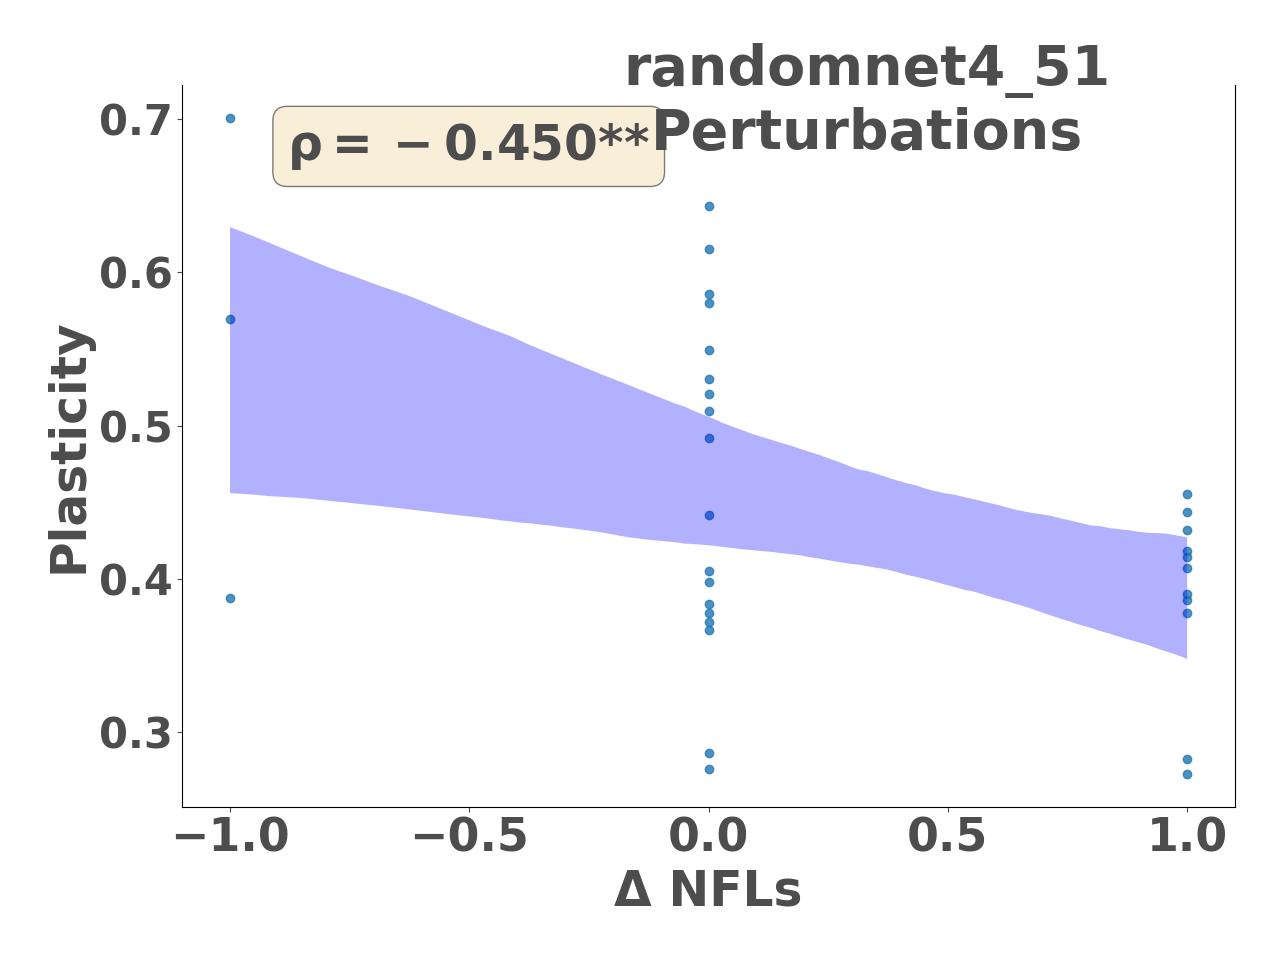 randomnet4_51
Perturbations
ρ = −0.450**
0.7
0.6
0.5
0.4
0.3
Plasticity
−1.0 −0.5 0.0 0.5 1.0
Δ NFLs